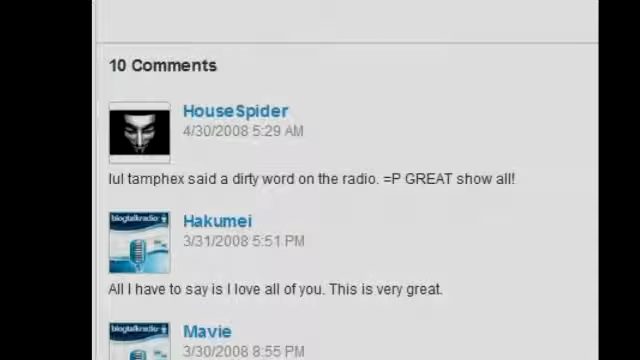 10 Comments
HouseSpider
4/30/2008 5:29 AM
lul tamphex said a dirty word on the radio. =P GREAT show all!
blogtalkradio
Hakumei
3/31/2008 5:51 PM
All I have to say is I love all of you. This is very great.
blogtalkradio
Mavie
3/30/2008 8:55 PM